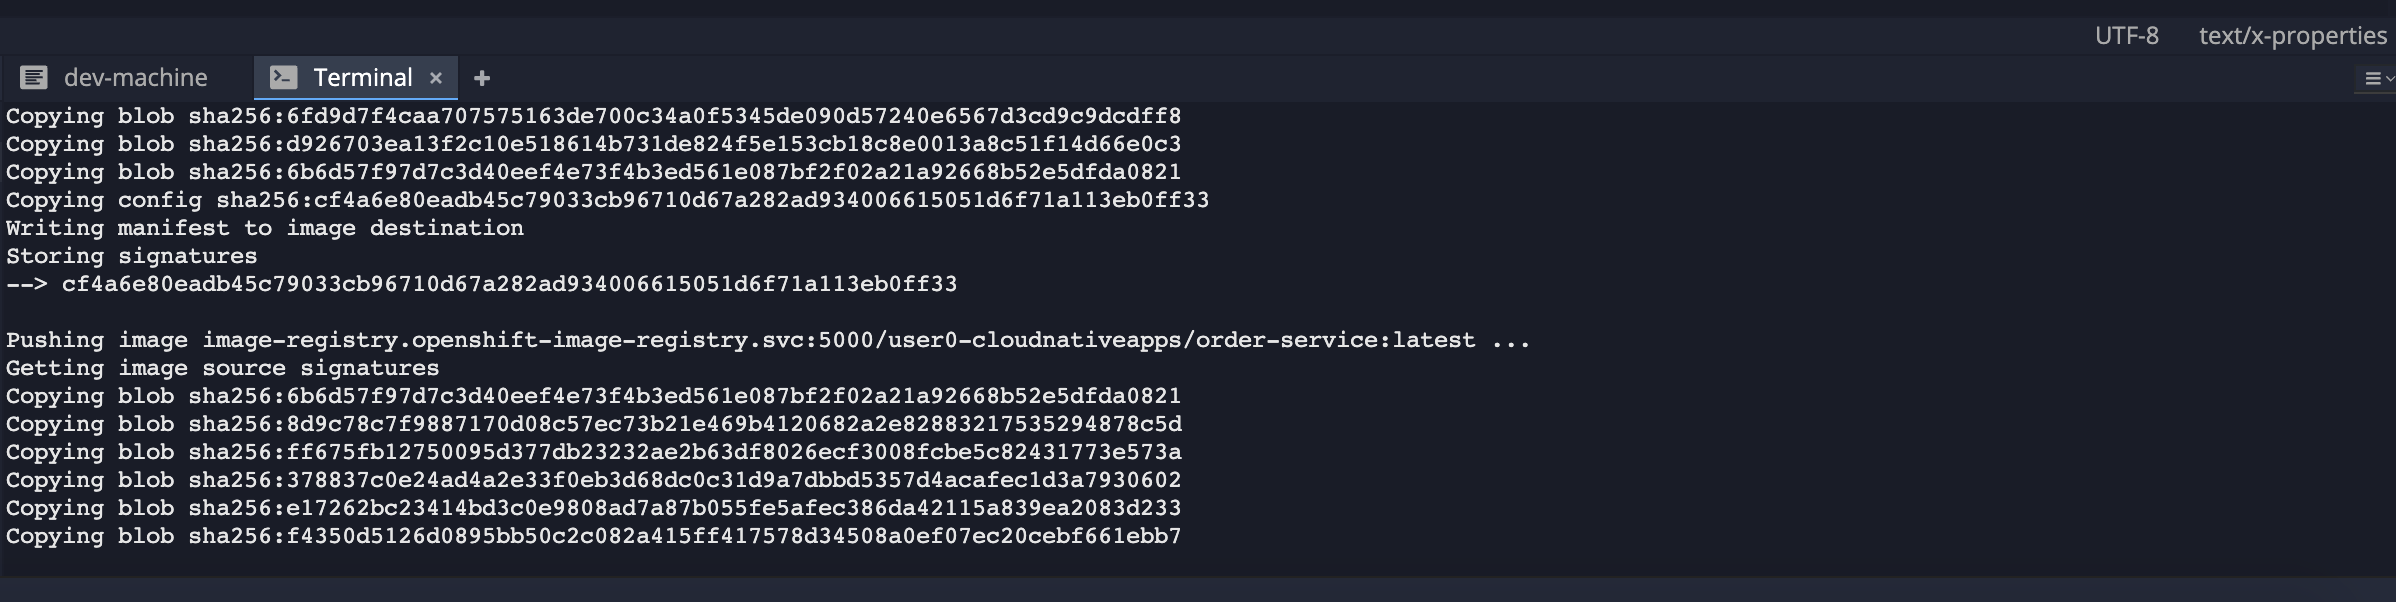 UTF-8 text/x-properties
dev-machine Terminal × +
Copying blob sha256:6fd9d7f4caa707575163de700c34a0f5345de090d57240e6567d3cd9c9dcdff8
Copying blob sha256:d926703ea13f2c10e518614b731de824f5e153cb18c8e0013a8c51f14d66e0c3
Copying blob sha256:6b6d57f97d7c3d40eef4e73f4b3ed561e087bf2f02a21a92668b52e5dfda0821
Copying config sha256:cf4a6e80eadb45c79033cb96710d67a282ad934006615051d6f71a113eb0ff33
Writing manifest to image destination
Storing signatures
--> cf4a6e80eadb45c79033cb96710d67a282ad934006615051d6f71a113eb0ff33
Pushing image image-registry.openshift-image-registry.svc:5000/user0-cloudnativeapps/order-service:latest ...
Getting image source signatures
Copying blob sha256:6b6d57f97d7c3d40eef4e73f4b3ed561e087bf2f02a21a92668b52e5dfda0821
Copying blob sha256:8d9c78c7f9887170d08c57ec73b21e469b4120682a2e82883217535294878c5d
Copying blob sha256:ff675fb12750095d377db23232ae2b63df8026ecf3008fcbe5c82431773e573a
Copying blob sha256:378837c0e24ad4a2e33f0eb3d68dc0c31d9a7dbbd5357d4acafec1d3a7930602
Copying blob sha256:e17262bc23414bd3c0e9808ad7a87b055fe5afec386da42115a839ea2083d233
Copying blob sha256:f4350d5126d0895bb50c2c082a415ff417578d34508a0ef07ec20cebf661ebb7